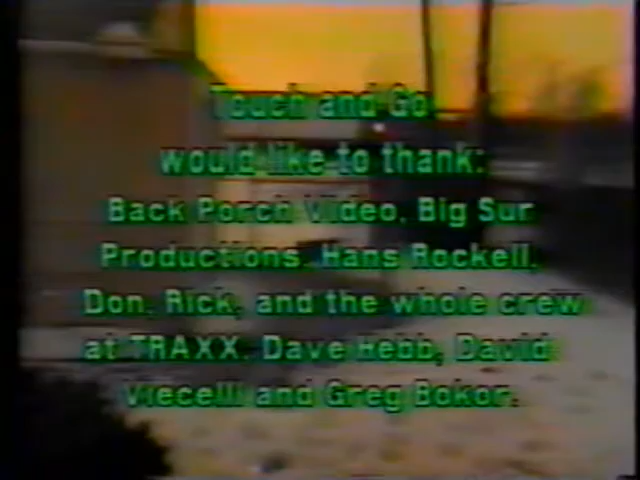 Touch and Go
would like to thank:
Back Porch Video, Big Sur
Productions, Hans Rockell,
Don, Rick, and the whole crew
at TRAXX, Dave Hebb, David
Viecelli and Greg Bokor.